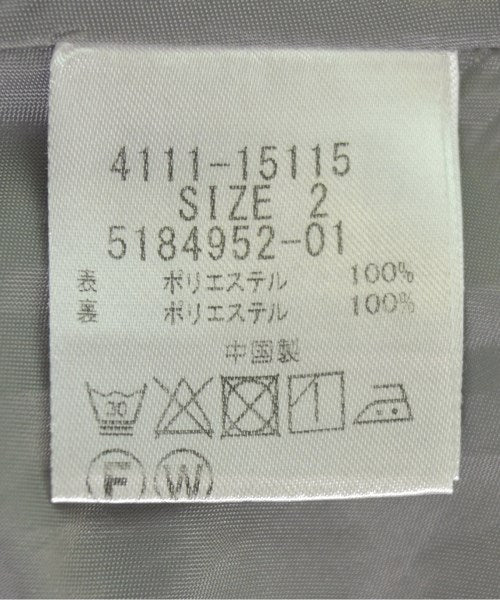 4111-15115
SIZE 2
5184952-01
表 ポリエステル 100%
裏 ポリエステル 100%
中国製
30
F W